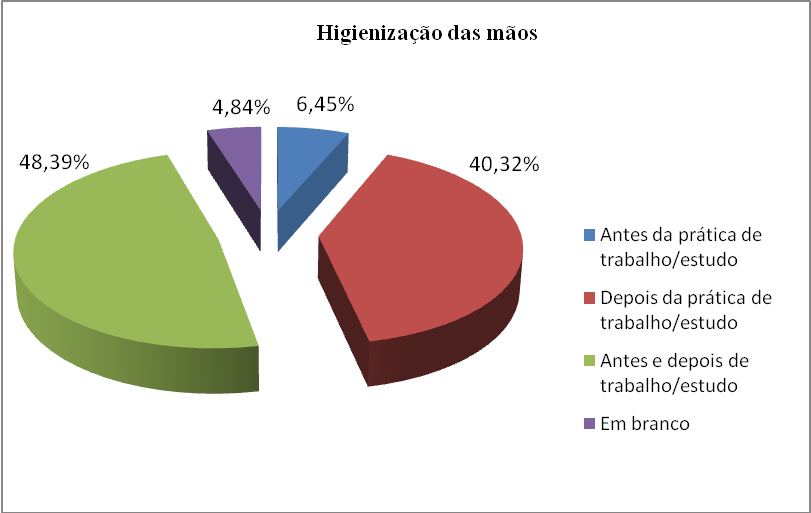 Higienização das mãos
4,84%
6,45%
48,39%
40,32%
Antes da prática de
trabalho/estudo
Depois da prática de
trabalho/estudo
Antes e depois de
trabalho/estudo
Em branco